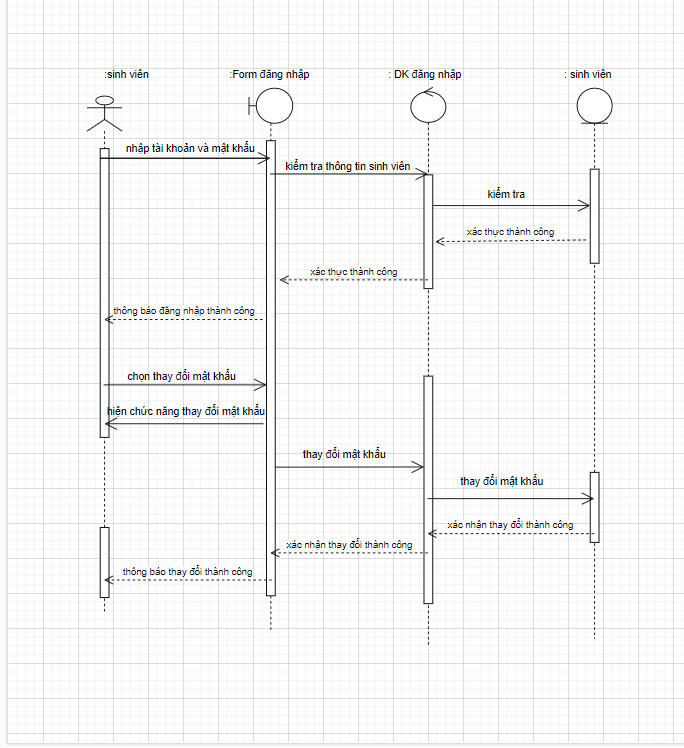 :sinh viên
:Form đăng nhập
: DK đăng nhập
: sinh viên
nhập tài khoản và mật khẩu
kiểm tra thông tin sinh viên
kiểm tra
xác thực thành công
xác thực thành công
thông báo đăng nhập thành công
chọn thay đổi mật khẩu
hiện chức năng thay đổi mật khẩu
thay đổi mật khẩu
thay đổi mật khẩu
xác nhận thay đổi thành công
xác nhận thay đổi thành công
thông báo thay đổi thành công